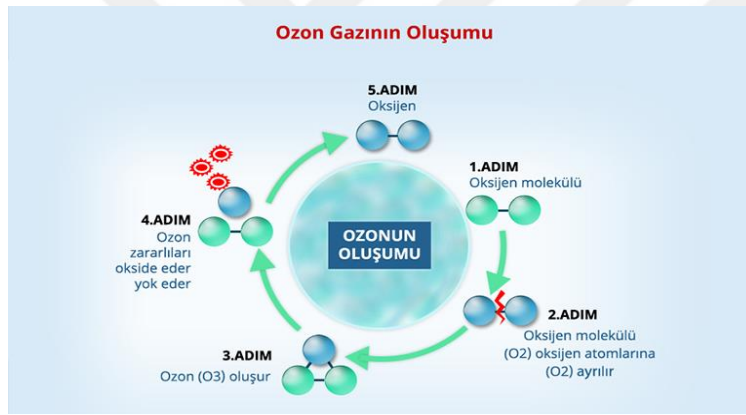 Ozon Gazının Oluşumu
5.ADIM
Oksijen
1.ADIM
Oksijen molekülü
OZONUN
OLUŞUMU
4.ADIM
Ozon
zararlıları
okside eder
yok eder
2.ADIM
Oksijen molekülü
(O2) oksijen atomlarına
(O2) ayrılır
3.ADIM
Ozon (O3) oluşur